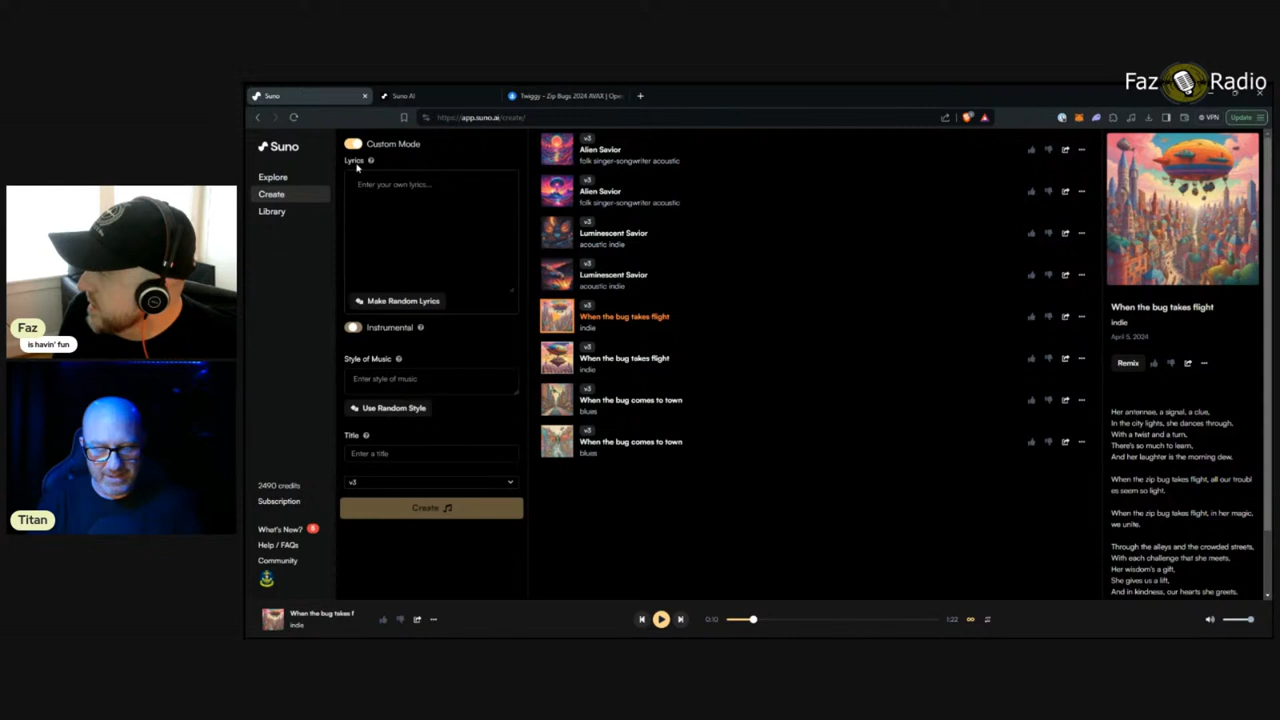 Faz Radio
Suno
Suno AI
Twiggy - Zip Bugs 2024 AVAX | Ope
https://app.suno.ai/create/
VPN
Update
Suno
Explore
Create
Library
2490 credits
Subscription
What's New? 8
Help / FAQs
Community
Custom Mode
Lyrics
Enter your own lyrics...
Make Random Lyrics
Instrumental
Style of Music
Enter style of music
Use Random Style
Title
Enter a title
v3
Create
v3
Alien Savior
folk singer-songwriter acoustic
v3
Alien Savior
folk singer-songwriter acoustic
v3
Luminescent Savior
acoustic indie
v3
Luminescent Savior
acoustic indie
v3
When the bug takes flight
indie
v3
When the bug takes flight
indie
v3
When the bug comes to town
blues
v3
When the bug comes to town
blues
When the bug takes flight
indie
April 5, 2024
Remix
Her antennae, a signal, a clue,
In the city lights, she dances through,
With a twist and a turn,
There's so much to learn,
And her laughter is the morning dew.
When the zip bug takes flight, all our troubl
es seem so light.
When the zip bug takes flight, in her magic,
we unite.
Through the alleys and the crowded streets,
With each challenge that she meets,
Her wisdom's a gift,
She gives us a lift,
And in kindness, our hearts she greets.
When the bug takes f
indie
0:10
1:22
Faz
is havin' fun
Titan